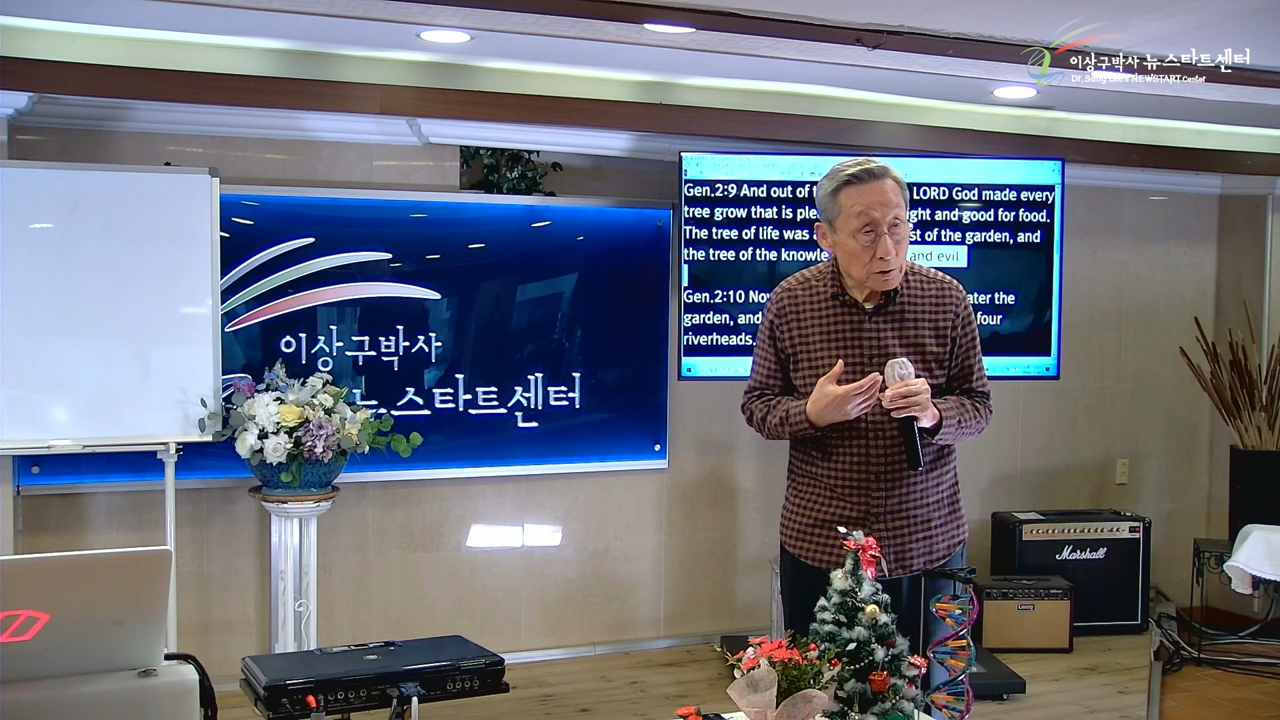 이상구박사 뉴스타트센터
Dr. Sang Lee's NEWSTART Center
Gen.2:9 And out of LORD God made every
tree grow that is ght and good for food.
The tree of life was st of the garden, and
the tree of the and evil
Gen.2:10 ater the
garden, and four
riverheads.
이상구박사
뉴스타트센터
Marshall
Laney